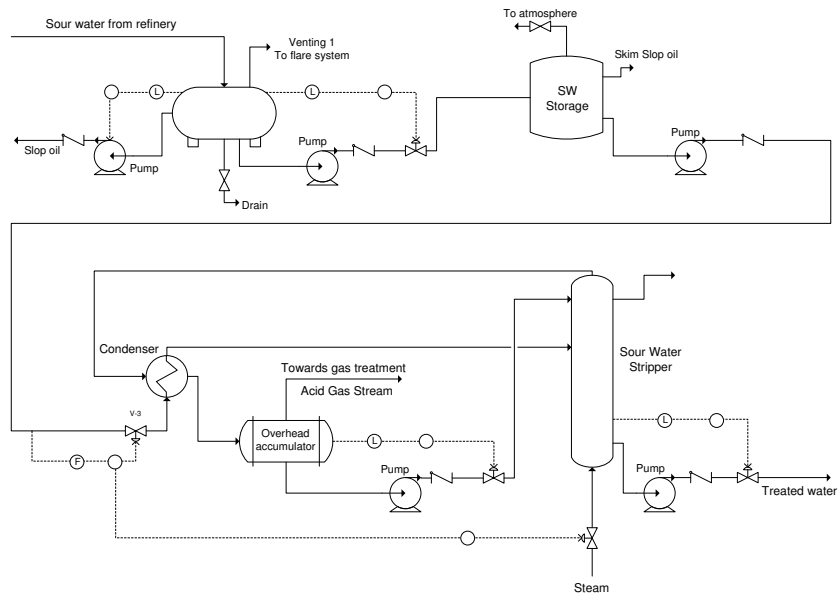 Sour water from refinery
To atmosphere
Venting 1
To flare system
Skim Slop oil
L
L
SW
Storage
Pump
Pump
Slop oil
Pump
Drain
Condenser
Sour Water
Stripper
Towards gas treatment
Acid Gas Stream
V-3
Overhead
accumulator
L
L
F
Pump
Pump
Treated water
Steam